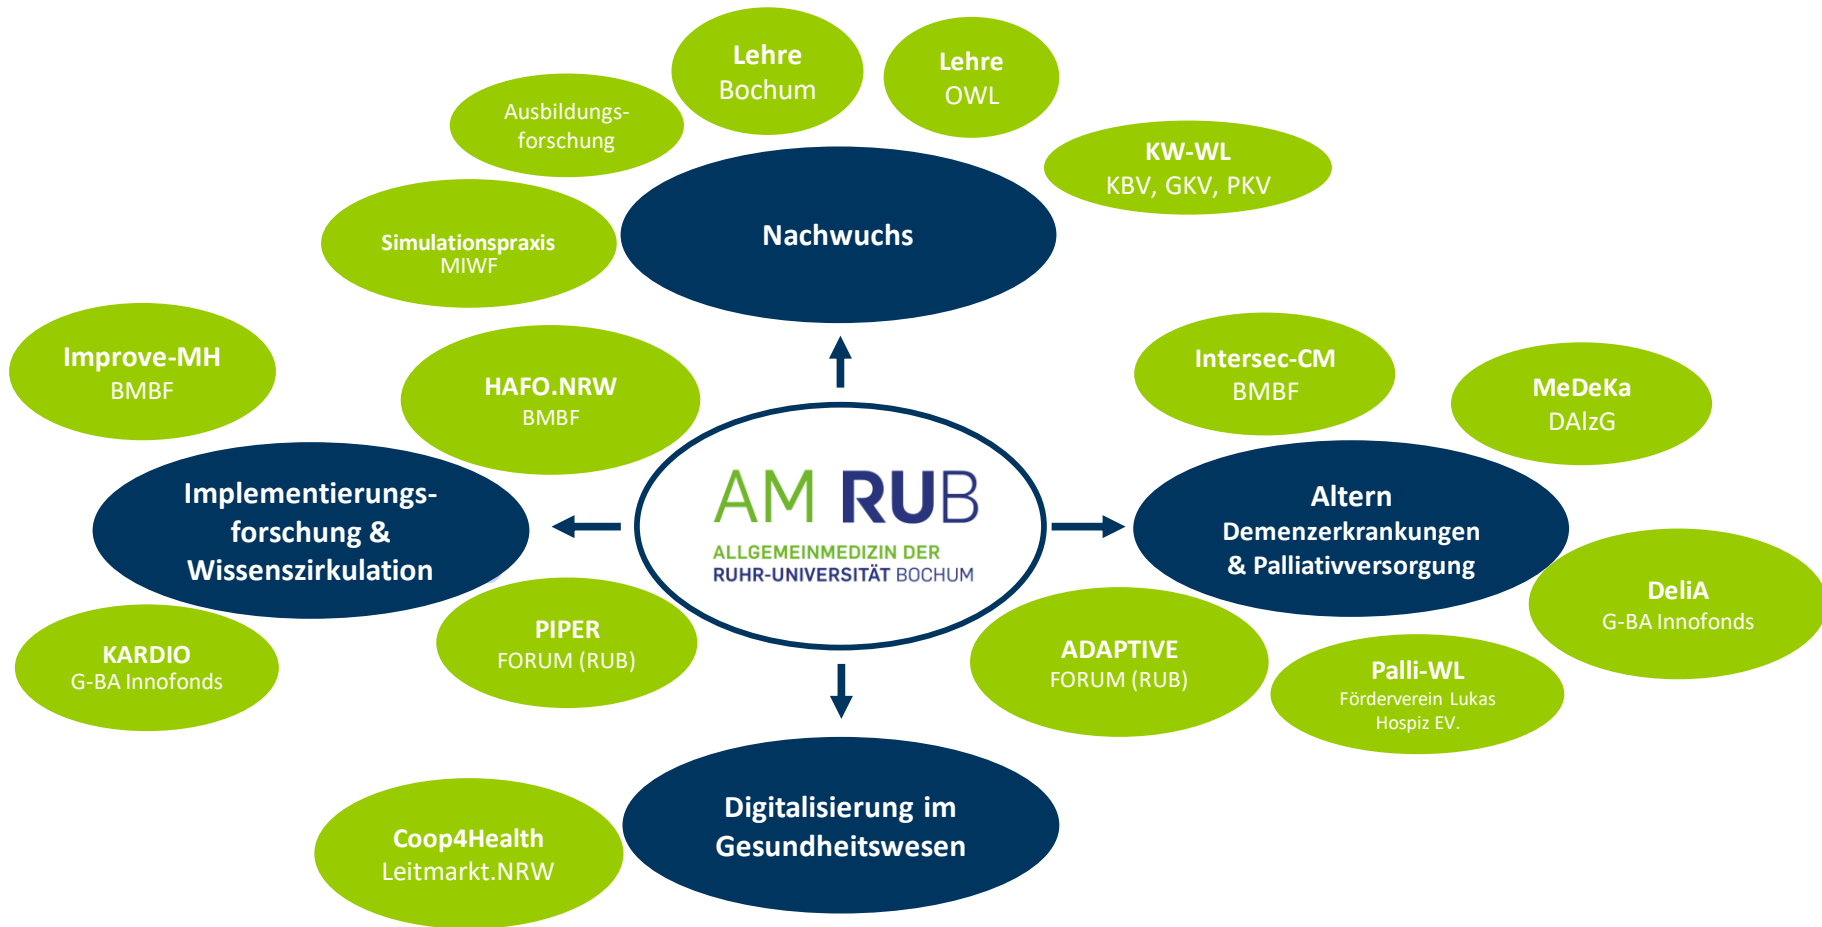 Lehre
Bochum
Lehre
OWL
Ausbildungs-
forschung
KW-WL
KBV, GKV, PKV
Simulationspraxis
MIWF
Nachwuchs
Improve-MH
BMBF
HAFO.NRW
BMBF
Intersec-CM
BMBF
MeDeKa
DAlzG
Implementierungs-
forschung &
Wissenszirkulation
AM RUB
ALLGEMEINMEDIZIN DER
RUHR-UNIVERSITÄT BOCHUM
Altern
Demenzerkrankungen
& Palliativversorgung
DeliA
G-BA Innofonds
KARDIO
G-BA Innofonds
PIPER
FORUM (RUB)
ADAPTIVE
FORUM (RUB)
Palli-WL
Förderverein Lukas
Hospiz EV.
Digitalisierung im
Gesundheitswesen
Coop4Health
Leitmarkt.NRW